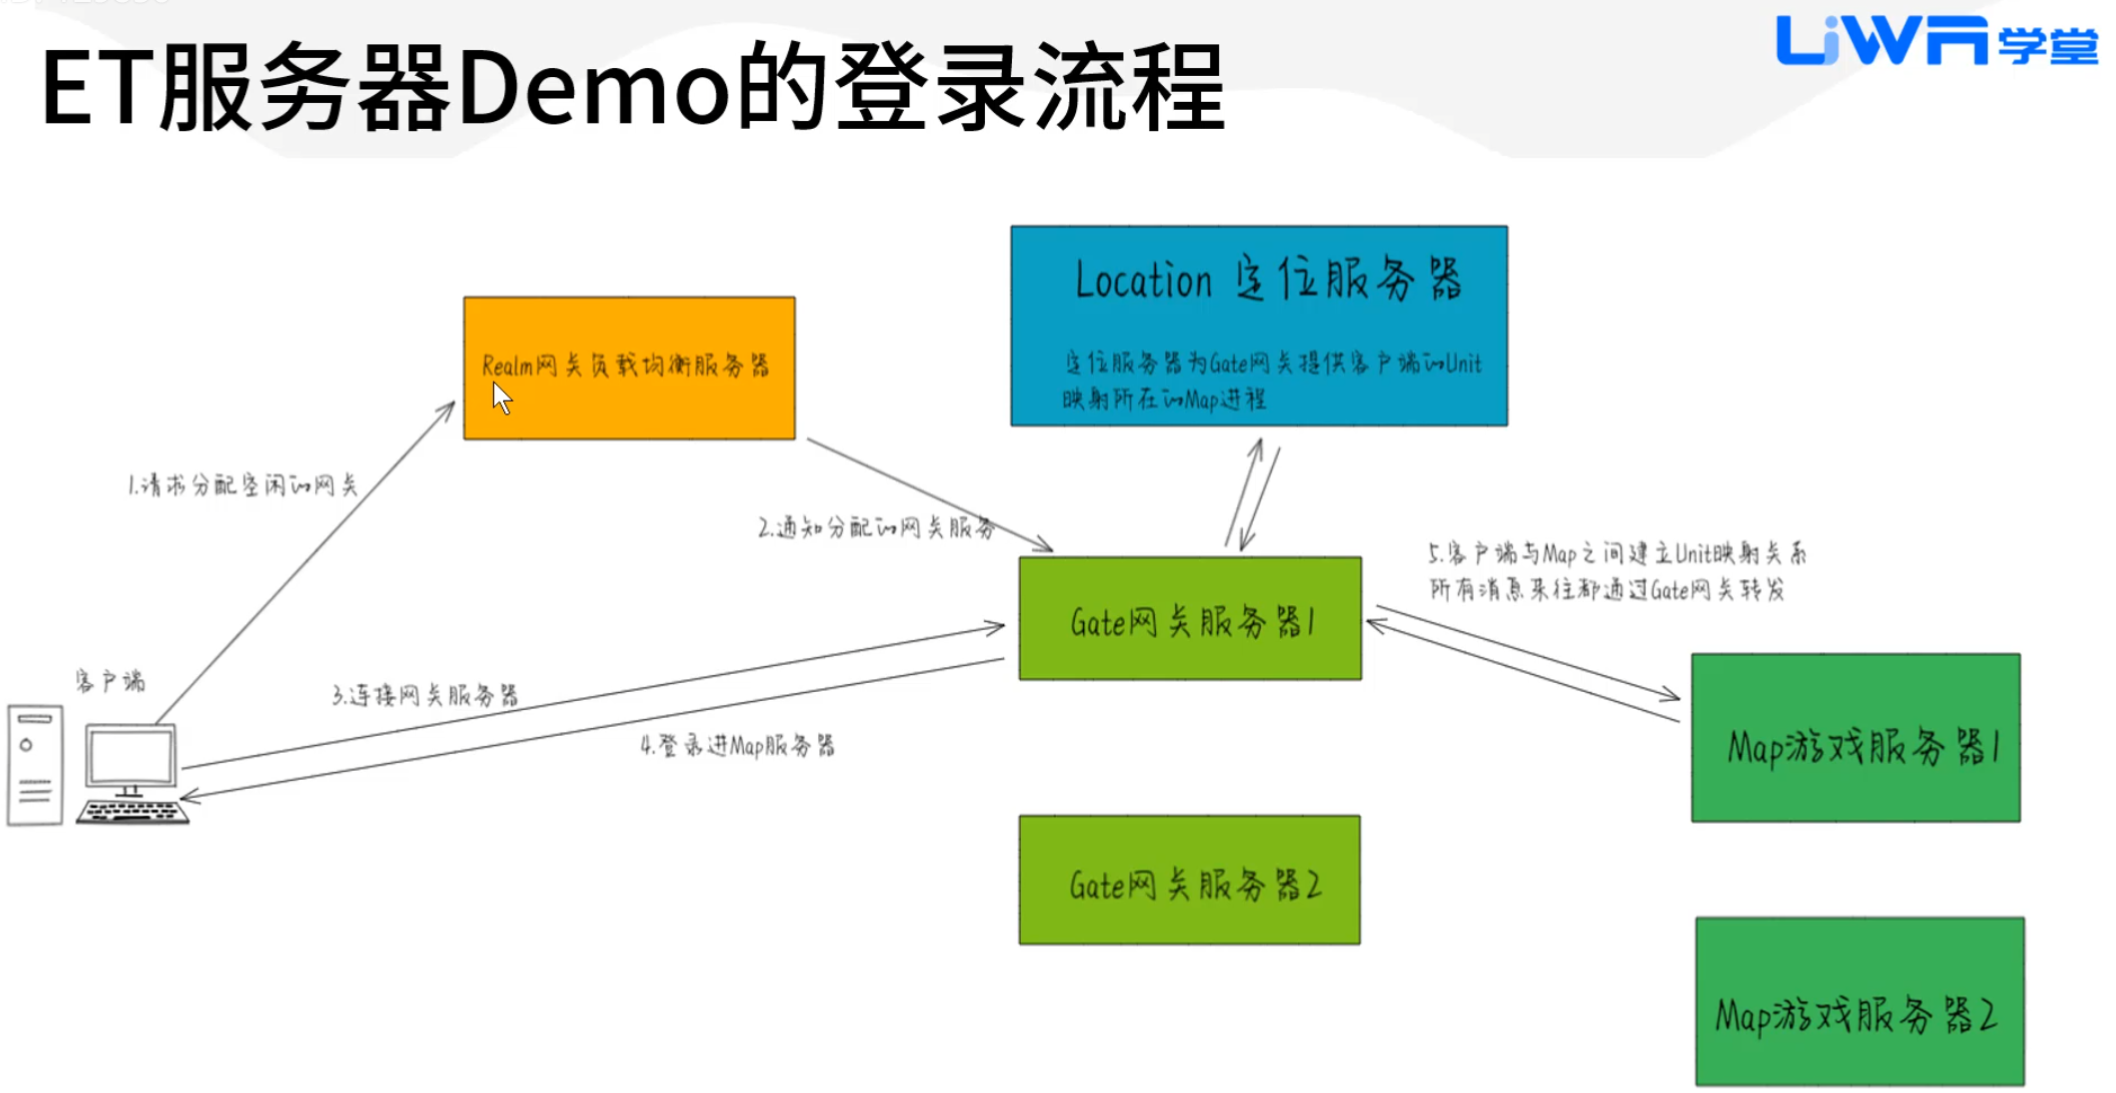 ET服务器Demo的登录流程
UWA学堂
Location 定位服务器
定位服务器为Gate网关提供客户端的Unit
映射所在的Map进程
Realm网关负载均衡服务器
1.请求分配空闲的网关
2.通知分配的网关服务
5.客户端与Map之间建立Unit映射关系
所有消息来往都通过Gate网关转发
Gate网关服务器1
客户端
3.连接网关服务器
4.登录进Map服务器
Map游戏服务器1
Gate网关服务器2
Map游戏服务器2